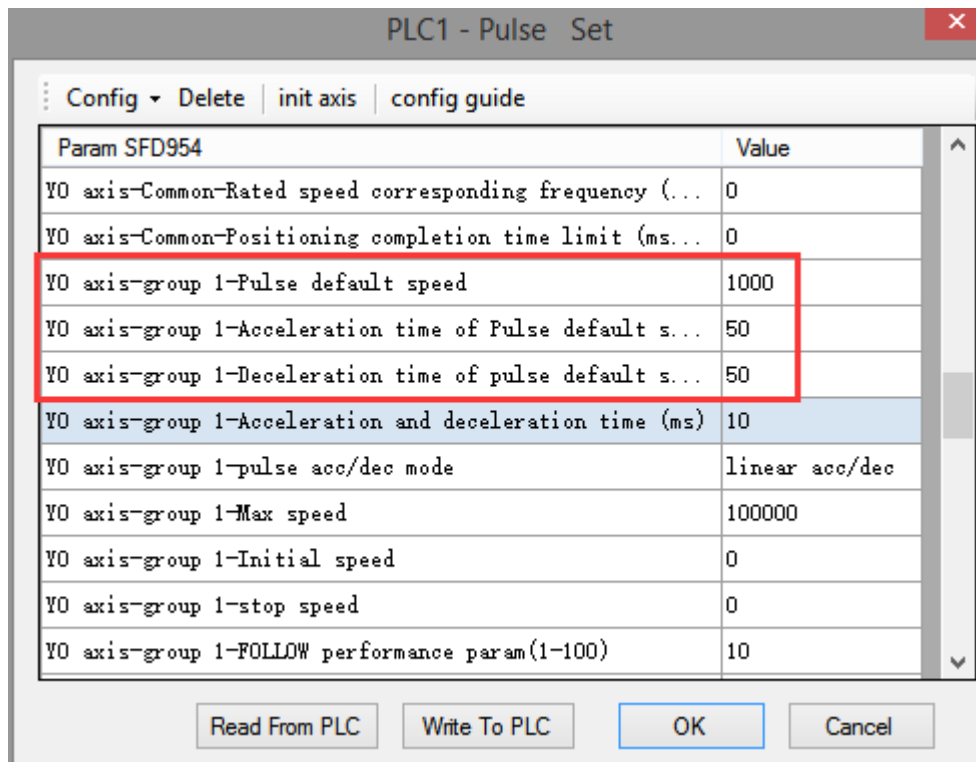 PLC1 - Pulse Set
Config Delete init axis config guide
Param SFD954 Value
Y0 axis-Common-Rated speed corresponding frequency (... 0
Y0 axis-Common-Positioning completion time limit (ms... 0
Y0 axis-group 1-Pulse default speed 1000
Y0 axis-group 1-Acceleration time of Pulse default s... 50
Y0 axis-group 1-Deceleration time of pulse default s... 50
Y0 axis-group 1-Acceleration and deceleration time (ms) 10
Y0 axis-group 1-pulse acc/dec mode linear acc/dec
Y0 axis-group 1-Max speed 100000
Y0 axis-group 1-Initial speed 0
Y0 axis-group 1-stop speed 0
Y0 axis-group 1-FOLLOW performance param(1-100) 10
Read From PLC Write To PLC OK Cancel